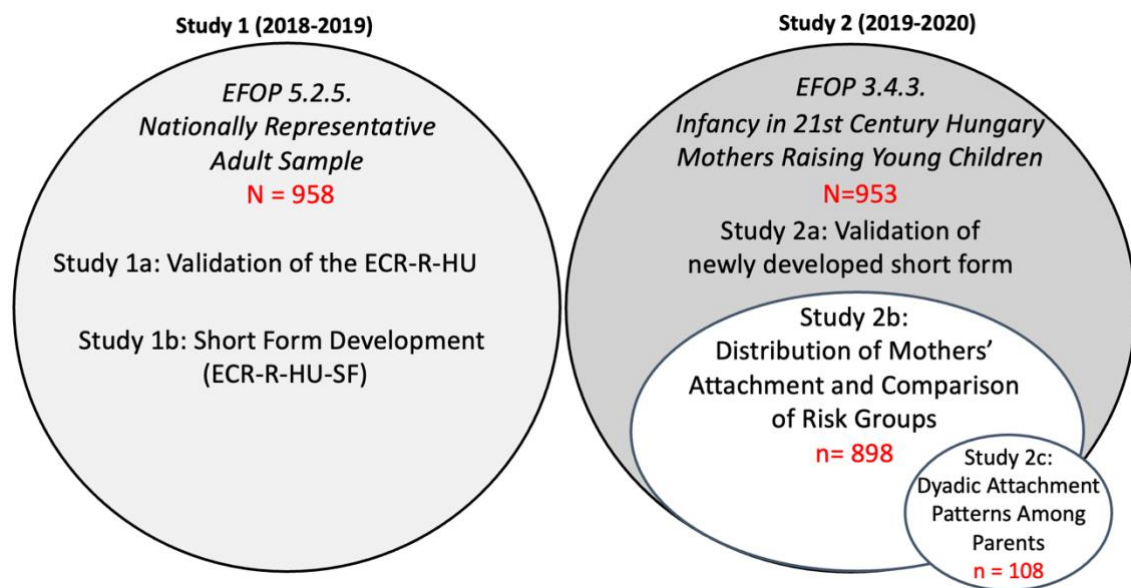 Study 1 (2018-2019)
EFOP 5.2.5.
Nationally Representative
Adult Sample
N = 958
Study 1a: Validation of the ECR-R-HU
Study 1b: Short Form Development
(ECR-R-HU-SF)
Study 2 (2019-2020)
EFOP 3.4.3.
Infancy in 21st Century Hungary
Mothers Raising Young Children
N=953
Study 2a: Validation of
newly developed short form
Study 2b:
Distribution of Mothers’
Attachment and Comparison
of Risk Groups
n= 898
Study 2c:
Dyadic Attachment
Patterns Among
Parents
n = 108